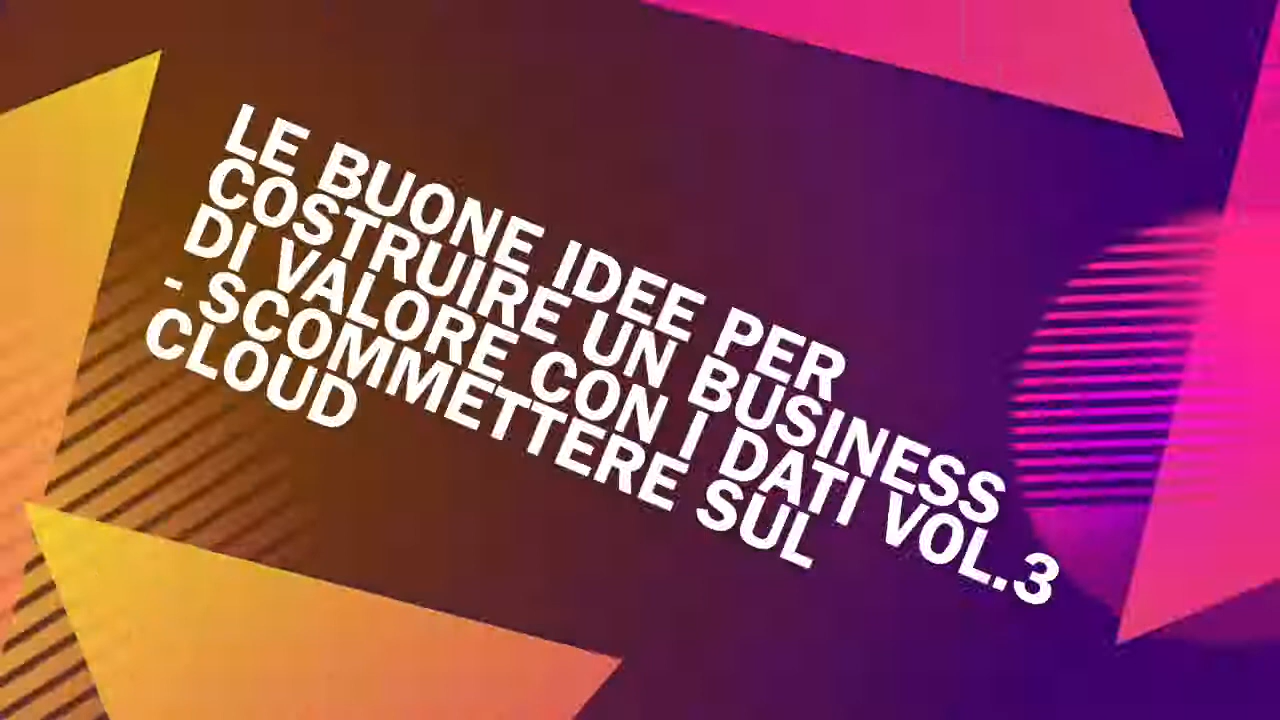 LE BUONE IDEE PER
COSTRUIRE UN BUSINESS
DI VALORE CON I DATI VOL.3
- SCOMMETTERE SUL
CLOUD